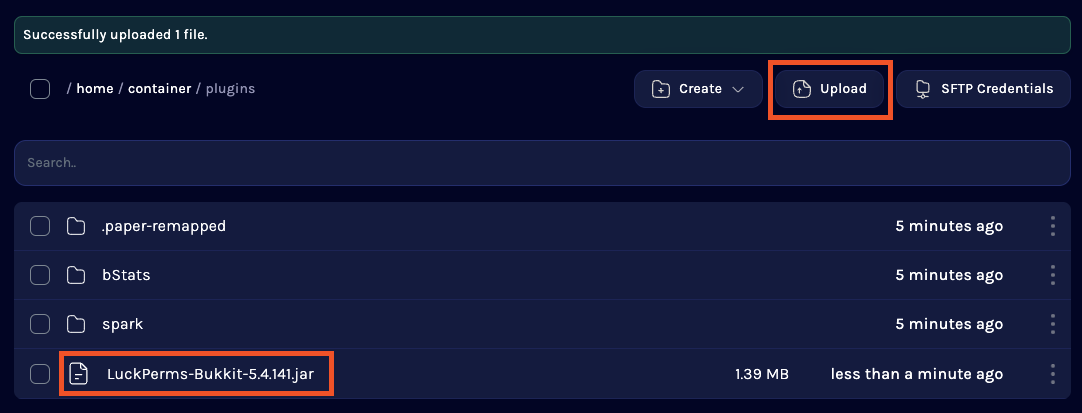 Successfully uploaded 1 file.
/ home / container / plugins
Create
Upload
SFTP Credentials
Search..
.paper-remapped 5 minutes ago
bStats 5 minutes ago
spark 5 minutes ago
LuckPerms-Bukkit-5.4.141.jar 1.39 MB less than a minute ago